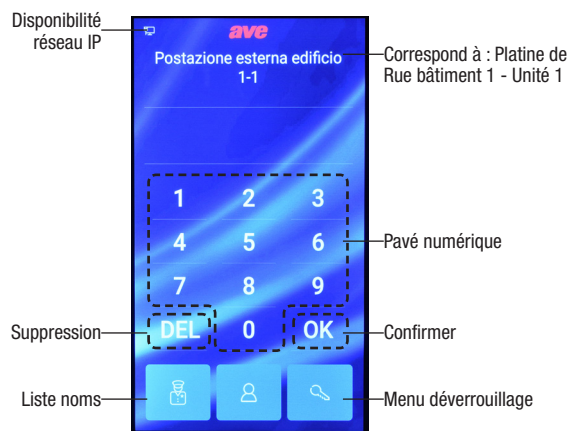 Disponibilité
réseau IP
ave
Postazione esterna edificio
1-1
Correspond à : Platine de
Rue bâtiment 1 - Unité 1
1 2 3
4 5 6
Pavé numérique
7 8 9
Suppression
DEL 0 OK
Confirmer
Liste noms
Menu déverrouillage